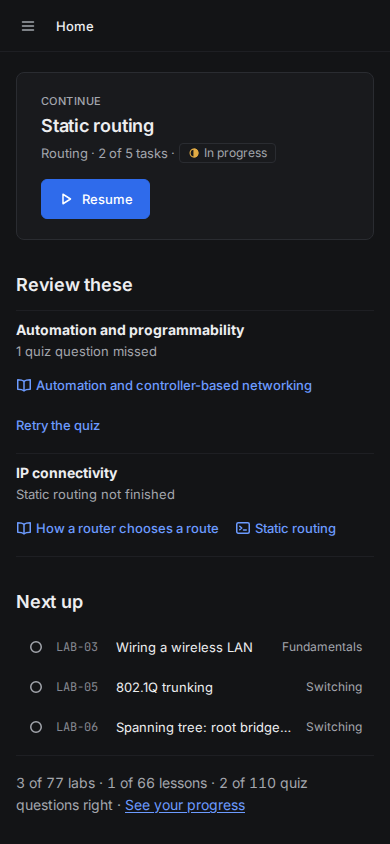 Home
CONTINUE
Static routing
Routing · 2 of 5 tasks · In progress
Resume
Review these
Automation and programmability
1 quiz question missed
Automation and controller-based networking
Retry the quiz
IP connectivity
Static routing not finished
How a router chooses a route Static routing
Next up
LAB-03 Wiring a wireless LAN Fundamentals
LAB-05 802.1Q trunking Switching
LAB-06 Spanning tree: root bridge... Switching
3 of 77 labs · 1 of 66 lessons · 2 of 110 quiz
questions right · See your progress